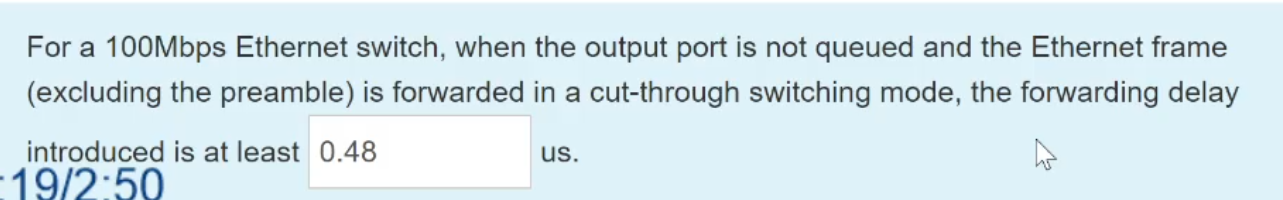 For a 100Mbps Ethernet switch, when the output port is not queued and the Ethernet frame
(excluding the preamble) is forwarded in a cut-through switching mode, the forwarding delay
introduced is at least 0.48 us.
:19/2:50